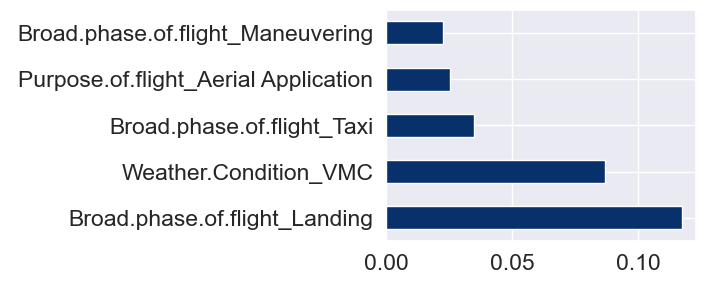 Broad.phase.of.flight_Maneuvering
Purpose.of.flight_Aerial Application
Broad.phase.of.flight_Taxi
Weather.Condition_VMC
Broad.phase.of.flight_Landing
0.00 0.05 0.10